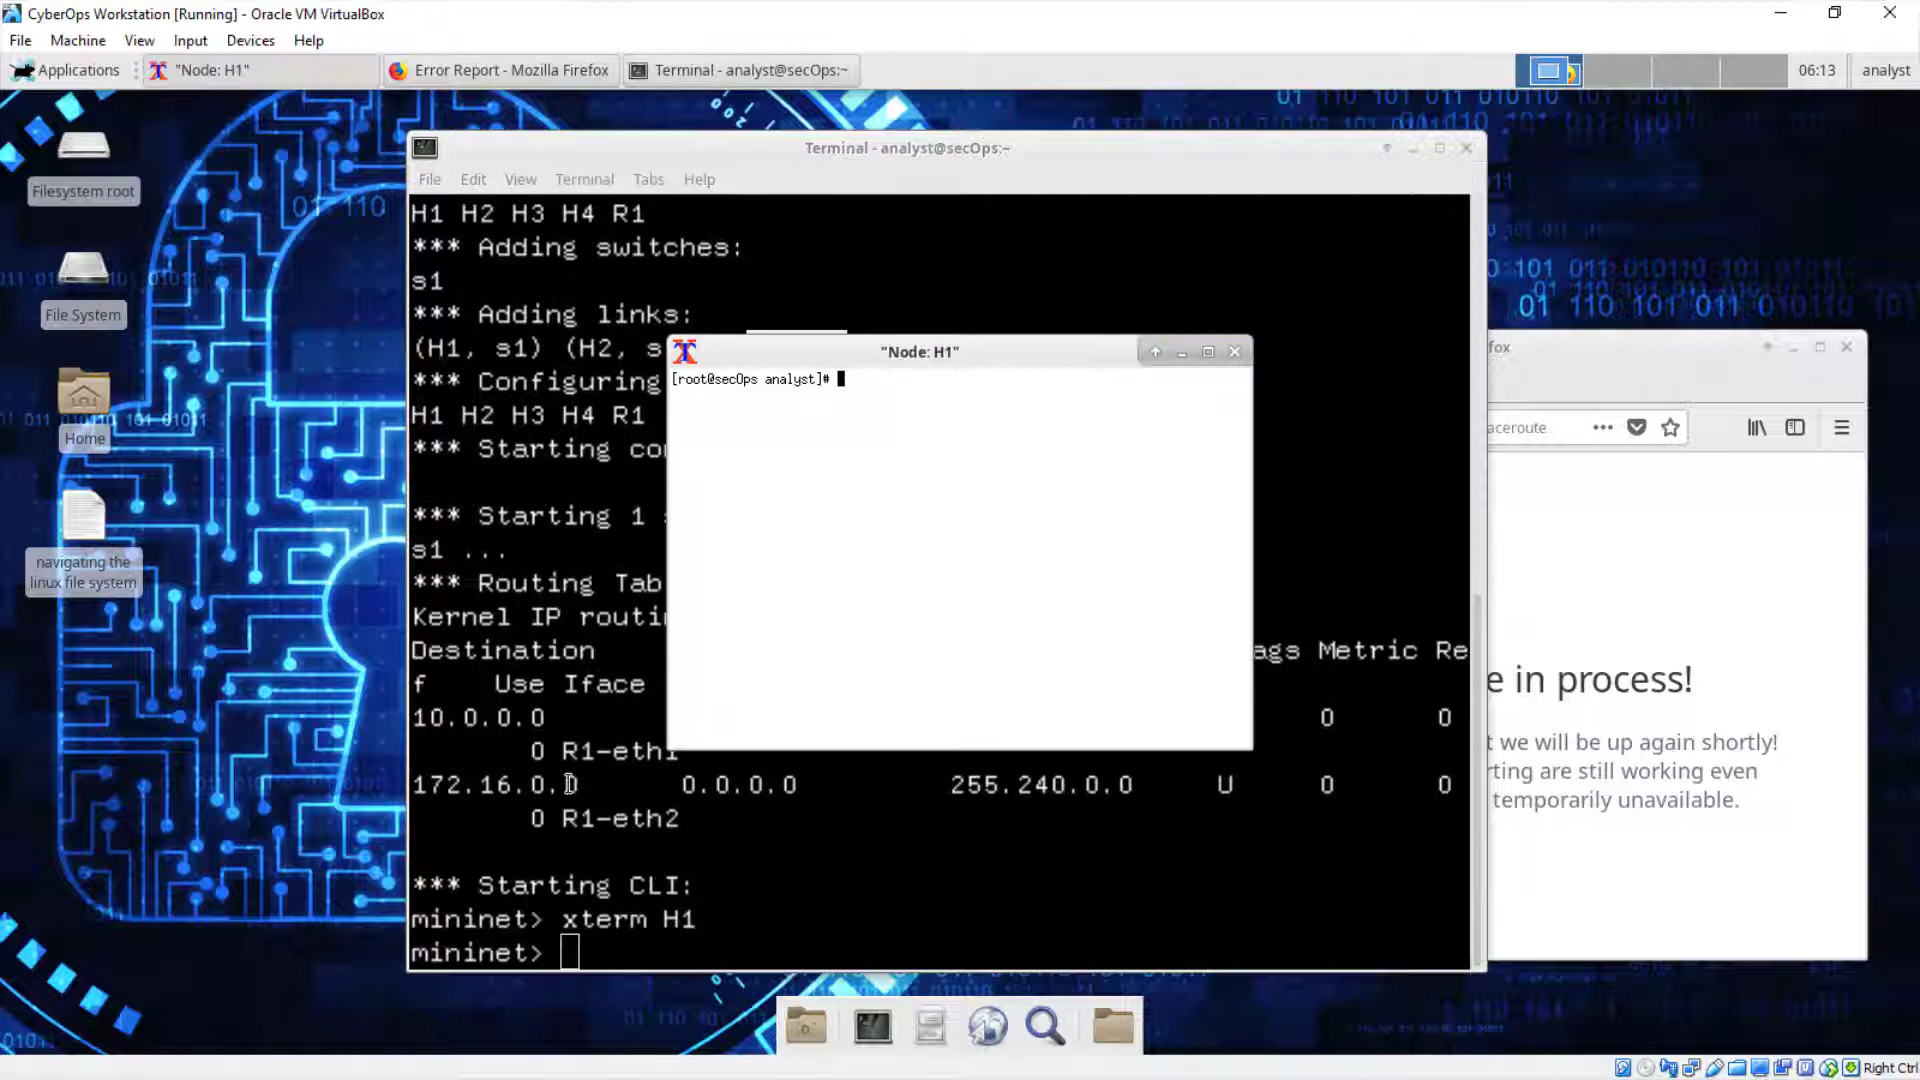 CyberOps Workstation [Running] - Oracle VM VirtualBox
File Machine View Input Devices Help
Applications "Node: H1" Error Report - Mozilla Firefox Terminal - analyst@secOps:~ 06:13 analyst
Filesystem root
File System
Home
navigating the
linux file system
Terminal - analyst@secOps:~
File Edit View Terminal Tabs Help
H1 H2 H3 H4 R1
*** Adding switches:
s1
*** Adding links:
(H1, s1) (H2, s
*** Configuring
H1 H2 H3 H4 R1
*** Starting co
*** Starting 1
s1 ...
*** Routing Tab
Kernel IP routi
Destination ags Metric Re
f Use Iface
10.0.0.0 0 0
0 R1-eth1
172.16.0.0 0.0.0.0 255.240.0.0 U 0 0
0 R1-eth2
*** Starting CLI:
mininet> xterm H1
mininet>
"Node: H1"
[root@secOps analyst]#
fox
aceroute
e in process!
t we will be up again shortly!
rting are still working even
temporarily unavailable.
Right Ctrl